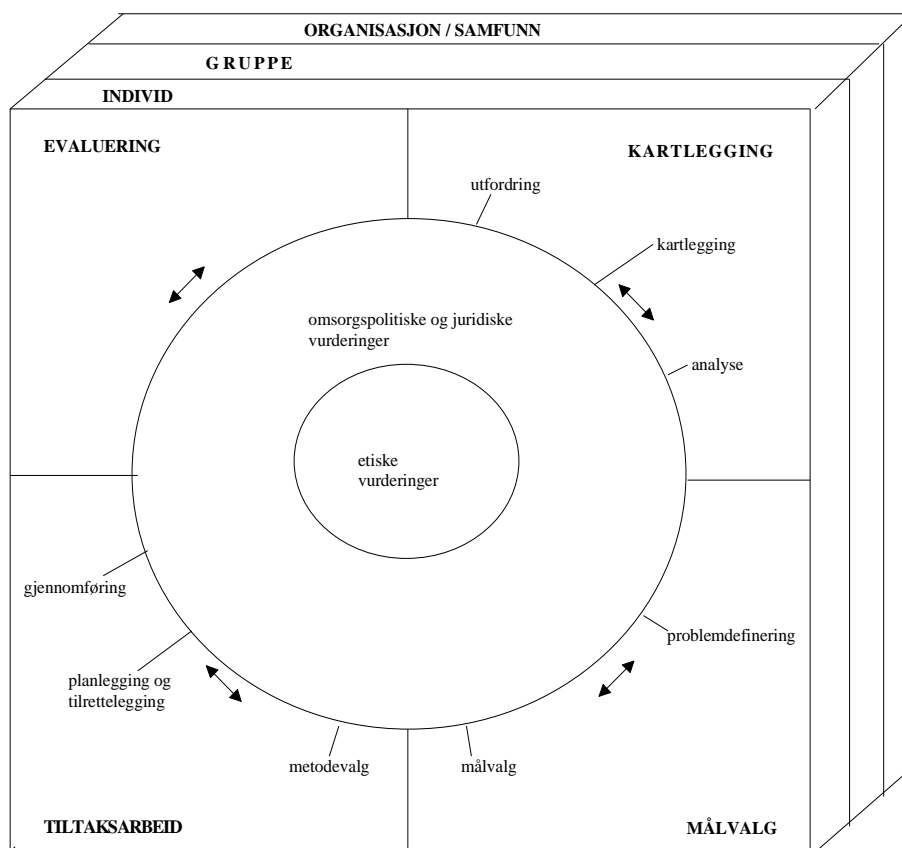 ORGANISASJON / SAMFUNN
GRUPPE
INDIVID
EVALUERING
KARTLEGGING
utfordring
kartlegging
omsorgspolitiske og juridiske
vurderinger
analyse
etiske
vurderinger
gjennomføring
problemdefinering
planlegging og
tilrettelegging
metodevalg
målvalg
TILTAKSARBEID
MÅLVALG